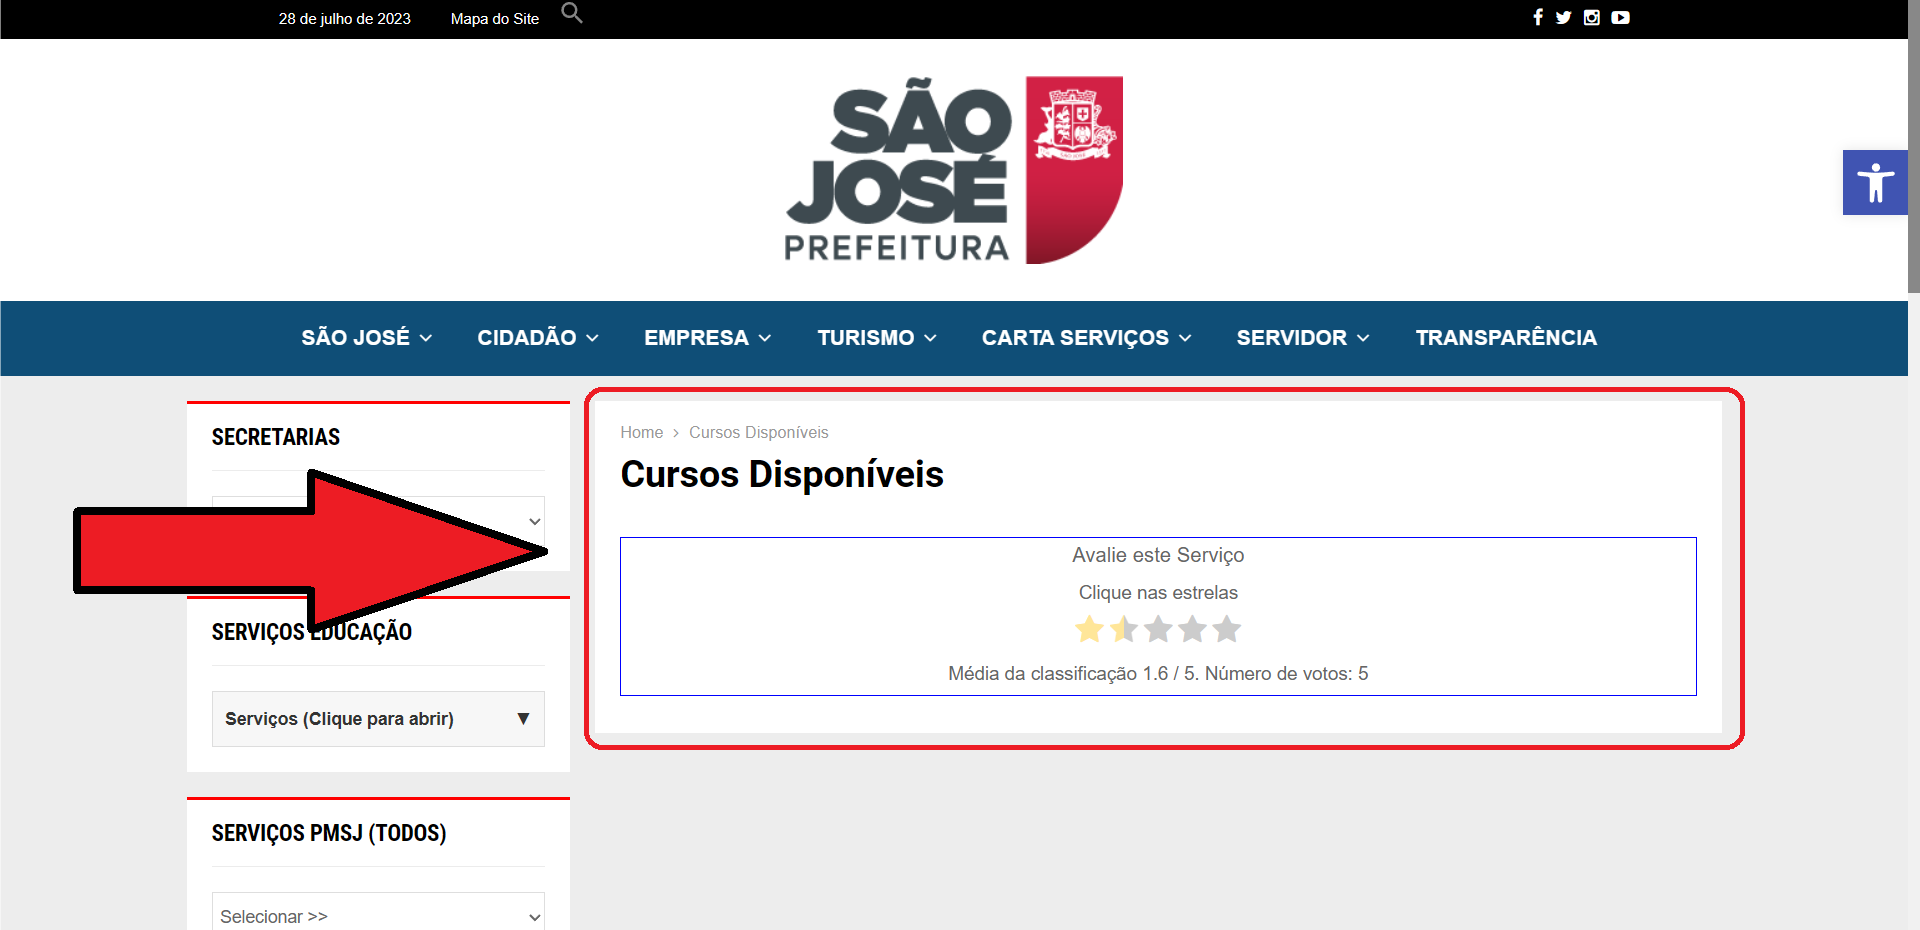 28 de julho de 2023
Mapa do Site
SÃO
JOSÉ
PREFEITURA
SÃO JOSÉ
SÃO JOSÉ
CIDADÃO
EMPRESA
TURISMO
CARTA SERVIÇOS
SERVIDOR
TRANSPARÊNCIA
SECRETARIAS
SERVIÇOS EDUCAÇÃO
Serviços (Clique para abrir) ▼
SERVIÇOS PMSJ (TODOS)
Selecionar >>
Home > Cursos Disponíveis
Cursos Disponíveis
Avalie este Serviço
Clique nas estrelas
Média da classificação 1.6 / 5. Número de votos: 5